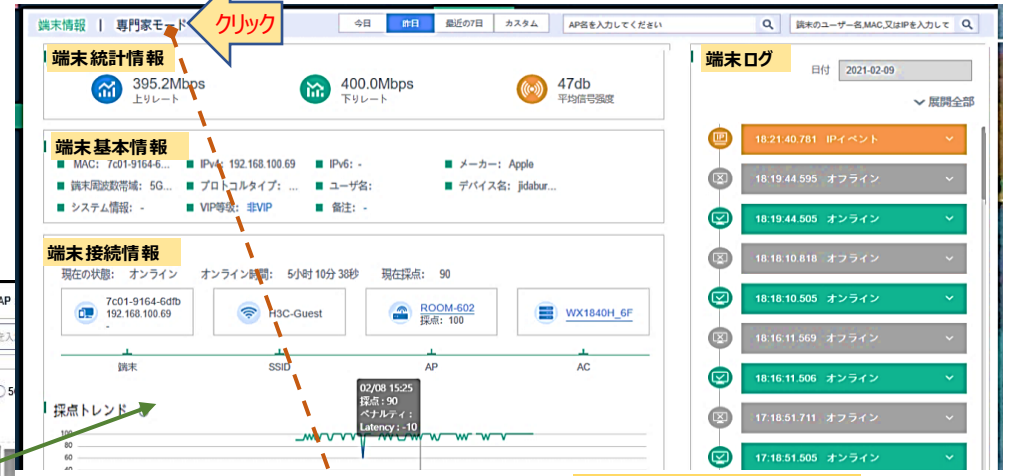 端末情報 | 専門家モード
クリック
今日 昨日 最近の7日 カスタム
AP名を入力してください
端末のユーザー名,MAC,又はIPを入力して
端末統計情報
395.2Mbps
上りレート
400.0Mbps
下りレート
47db
平均信号强度
端末基本情報
MAC: 7c01-9164-6... IPv4: 192.168.100.69 IPv6: - メーカー: Apple
端末周波数帯域: 5G... プロトコルタイプ: ... ユーザ名: デバイス名: jidabur...
システム情報: - VIP等级: 非VIP 备注: -
端末接続情報
現在の状態: オンライン オンライン時間: 5小时 10分 38秒 現在採点: 90
7c01-9164-6dfb
192.168.100.69
-
H3C-Guest
ROOM-602
採点: 100
WX1840H_6F
端末 SSID AP AC
採点トレンド
02/08 15:25
採点 : 90
ペナルティ :
Latency : -10
100
80
60
40
端末ログ
日付 2021-02-09
展開全部
18:21:40.781 IPイベント
18:19:44.595 オフライン
18:19:44.505 オンライン
18:18:10.618 オフライン
18:18:10.505 オンライン
18:16:11.569 オフライン
18:16:11.506 オンライン
17:18:51.711 オフライン
17:18:51.505 オンライン
AP